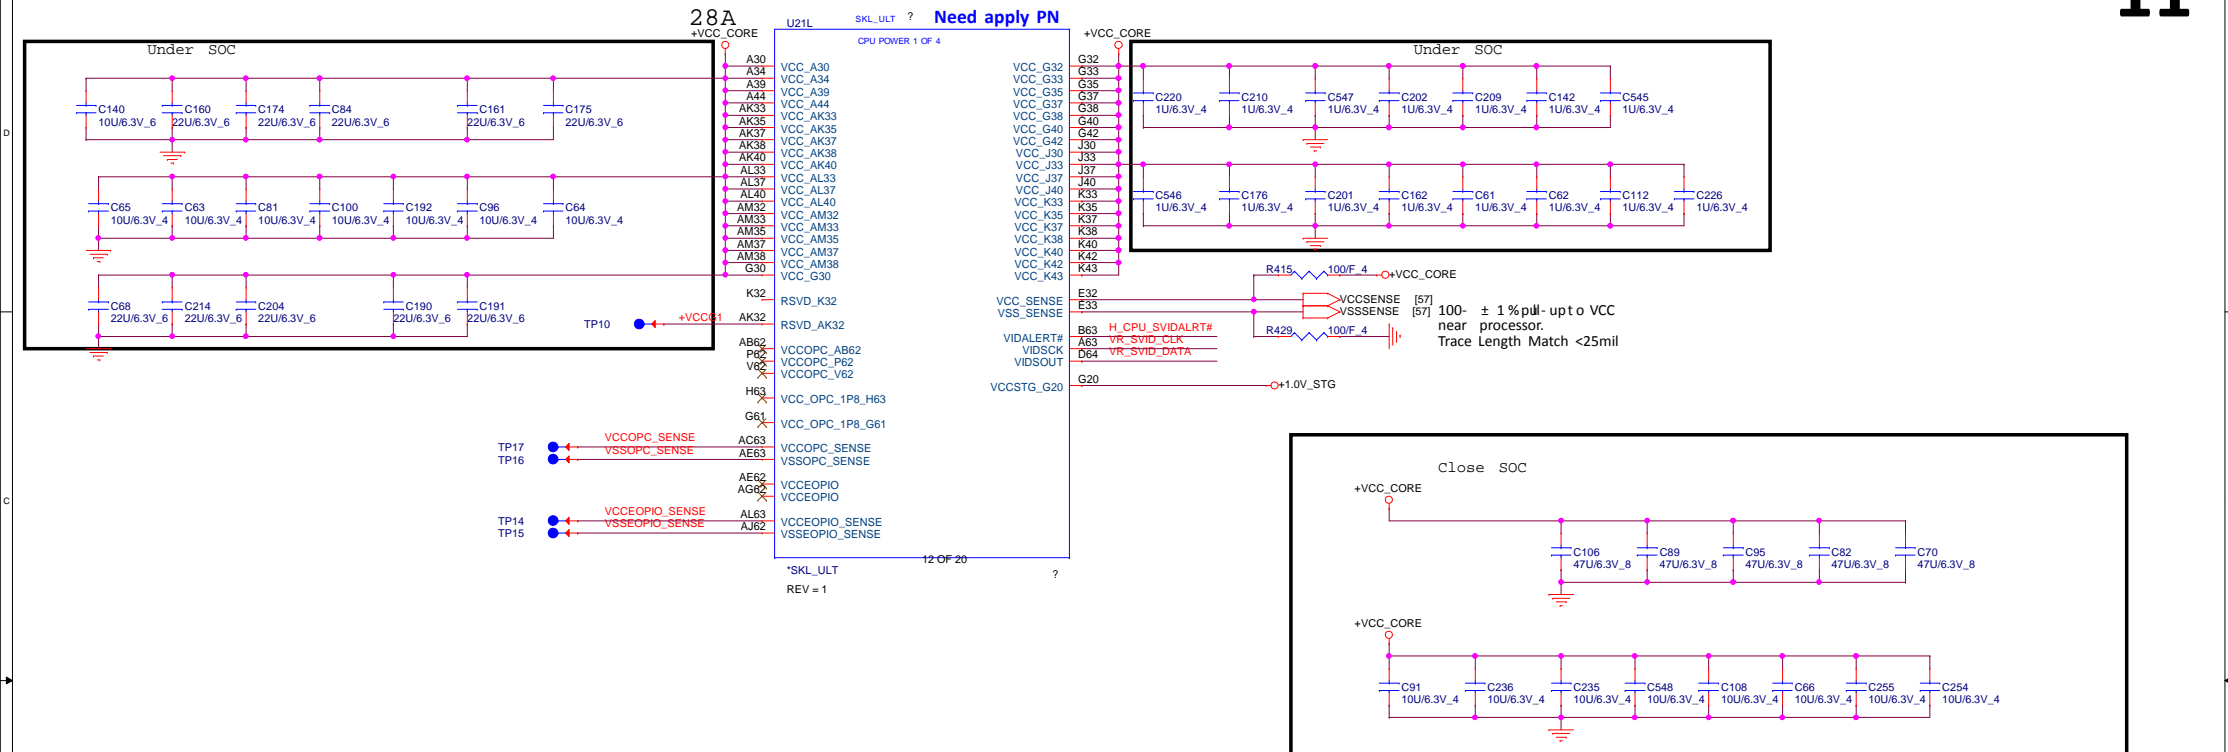 28A
+VCC_CORE
U21L
SKL_ULT
?
Need apply PN
CPU POWER 1 OF 4
+VCC_CORE
Under SOC
C140
10U/6.3V_6
C160
22U/6.3V_6
C174
22U/6.3V_6
C84
22U/6.3V_6
C161
22U/6.3V_6
C175
22U/6.3V_6
C65
10U/6.3V_4
C63
10U/6.3V_4
C81
10U/6.3V_4
C100
10U/6.3V_4
C192
10U/6.3V_4
C96
10U/6.3V_4
C64
10U/6.3V_4
C68
22U/6.3V_6
C214
22U/6.3V_6
C204
22U/6.3V_6
C190
22U/6.3V_6
C191
22U/6.3V_6
D
C
A30 VCC_A30
A34 VCC_A34
A39 VCC_A39
A44 VCC_A44
AK33 VCC_AK33
AK35 VCC_AK35
AK37 VCC_AK37
AK38 VCC_AK38
AK40 VCC_AK40
AL33 VCC_AL33
AL37 VCC_AL37
AL40 VCC_AL40
AM32 VCC_AM32
AM33 VCC_AM33
AM35 VCC_AM35
AM37 VCC_AM37
AM38 VCC_AM38
G30 VCC_G30
K32 RSVD_K32
TP10 +VCCG1 AK32 RSVD_AK32
AB62 VCCOPC_AB62
P62 VCCOPC_P62
V62 VCCOPC_V62
H63 VCC_OPC_1P8_H63
G61 VCC_OPC_1P8_G61
TP17 VCCOPC_SENSE AC63 VCCOPC_SENSE
TP16 VSSOPC_SENSE AE63 VSSOPC_SENSE
AE62 VCCEOPIO
AG62 VCCEOPIO
TP14 VCCEOPIO_SENSE AL63 VCCEOPIO_SENSE
TP15 VSSEOPIO_SENSE AJ62 VSSEOPIO_SENSE
VCC_G32 G32
VCC_G33 G33
VCC_G35 G35
VCC_G37 G37
VCC_G38 G38
VCC_G40 G40
VCC_G42 G42
VCC_J30 J30
VCC_J33 J33
VCC_J37 J37
VCC_J40 J40
VCC_K33 K33
VCC_K35 K35
VCC_K37 K37
VCC_K38 K38
VCC_K40 K40
VCC_K42 K42
VCC_K43 K43
VCC_SENSE E32
VSS_SENSE E33
VIDALERT# B63 H_CPU_SVIDALRT#
VIDSCK A63 VR_SVID_CLK
VIDSOUT D64 VR_SVID_DATA
VCCSTG_G20 G20 +1.0V_STG
12 OF 20
*SKL_ULT
REV = 1
?
Under SOC
C220
1U/6.3V_4
C210
1U/6.3V_4
C547
1U/6.3V_4
C202
1U/6.3V_4
C209
1U/6.3V_4
C142
1U/6.3V_4
C545
1U/6.3V_4
C546
1U/6.3V_4
C176
1U/6.3V_4
C201
1U/6.3V_4
C162
1U/6.3V_4
C61
1U/6.3V_4
C62
1U/6.3V_4
C112
1U/6.3V_4
C226
1U/6.3V_4
R415 100/F_4 +VCC_CORE
VCCSENSE [57]
VSSSENSE [57]
R429 100/F_4
100- ± 1 % pull- up t o VCC
near processor.
Trace Length Match <25mil
Close SOC
+VCC_CORE
C106
47U/6.3V_8
C89
47U/6.3V_8
C95
47U/6.3V_8
C82
47U/6.3V_8
C70
47U/6.3V_8
+VCC_CORE
C91
10U/6.3V_4
C236
10U/6.3V_4
C235
10U/6.3V_4
C548
10U/6.3V_4
C108
10U/6.3V_4
C66
10U/6.3V_4
C255
10U/6.3V_4
C254
10U/6.3V_4